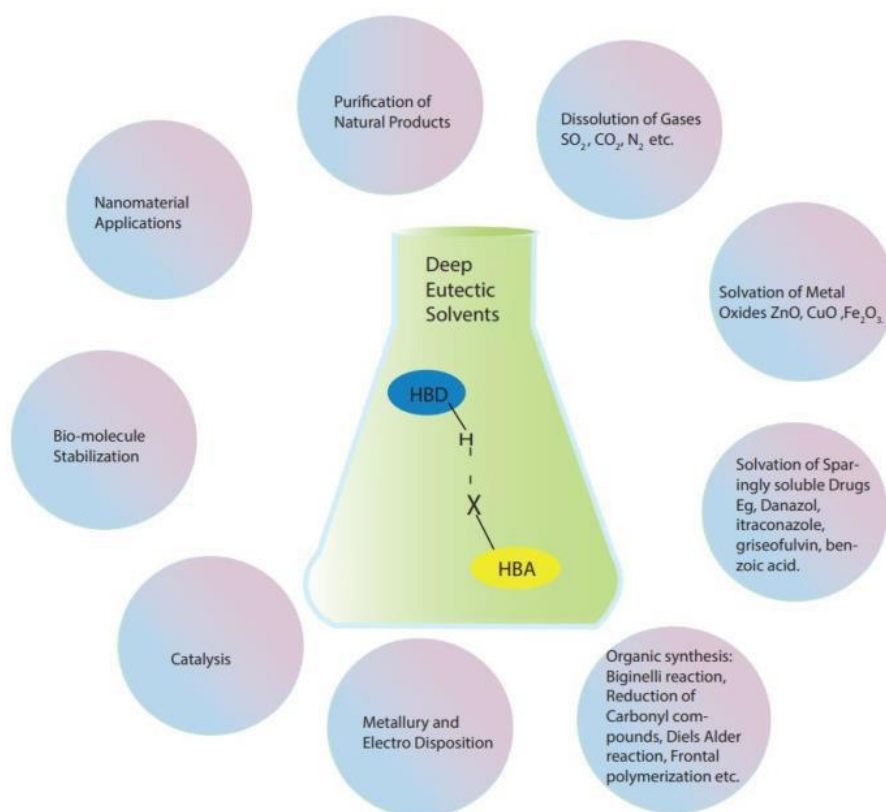 Purification of
Natural Products
Dissolution of Gases
SO₂, CO₂, N₂ etc.
Nanomaterial
Applications
Deep
Eutectic
Solvents
Solvation of Metal
Oxides ZnO, CuO ,Fe₂O₃.
HBD
H
X
HBA
Bio-molecule
Stabilization
Solvation of Spar-
ingly soluble Drugs
Eg, Danazol,
itraconazole,
griseofulvin, ben-
zoic acid.
Catalysis
Metallury and
Electro Disposition
Organic synthesis:
Biginelli reaction,
Reduction of
Carbonyl com-
pounds, Diels Alder
reaction, Frontal
polymerization etc.